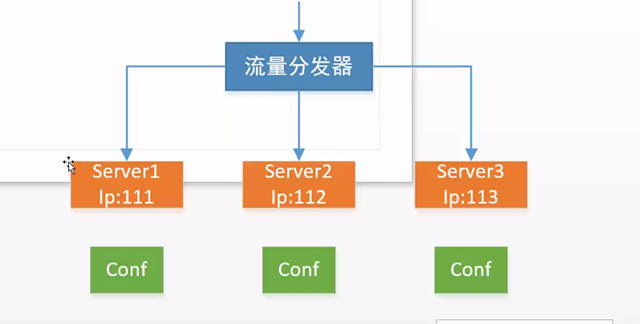 流量分发器
Server1
Ip:111
Server2
Ip:112
Server3
Ip:113
Conf
Conf
Conf